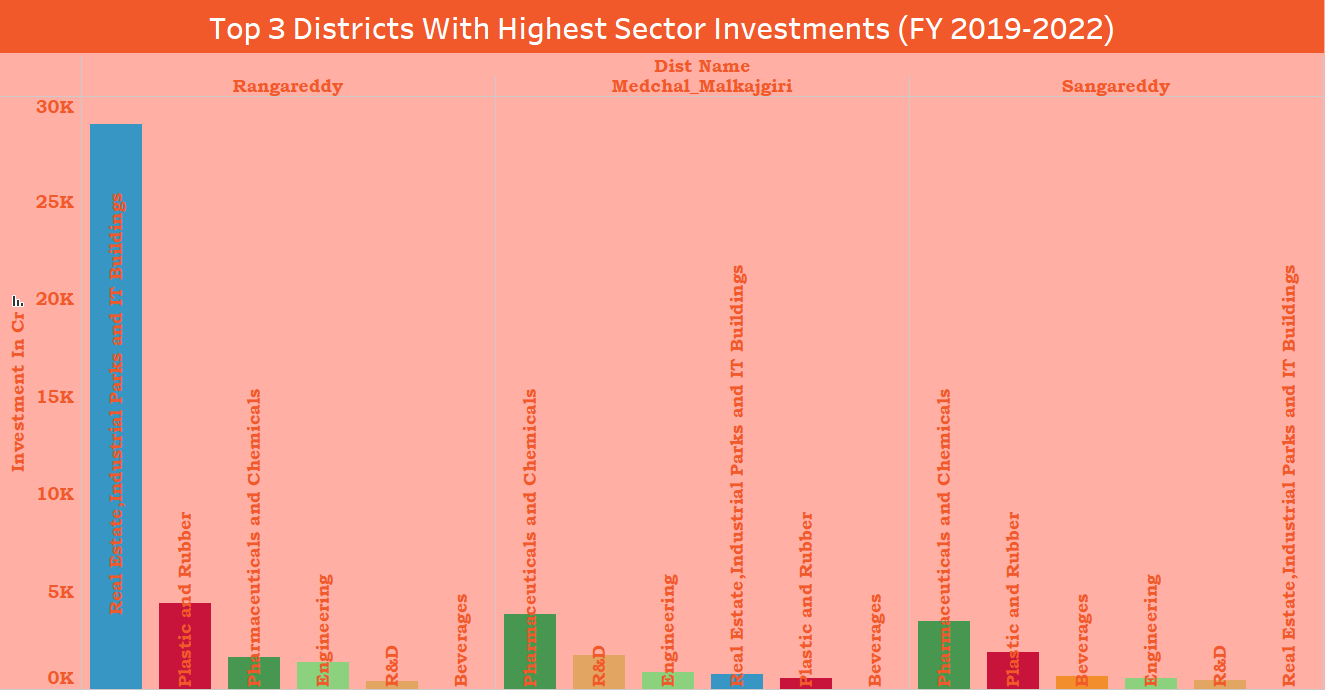 Top 3 Districts With Highest Sector Investments (FY 2019-2022)
Dist Name
Rangareddy
Medchal_Malkajgiri
Sangareddy
Investment In Cr
30K
25K
20K
15K
10K
5K
0K
Real Estate,Industrial Parks and IT Buildings
Plastic and Rubber
Pharmaceuticals and Chemicals
Engineering
R&D
Beverages
Pharmaceuticals and Chemicals
R&D
Engineering
Real Estate,Industrial Parks and IT Buildings
Plastic and Rubber
Beverages
Pharmaceuticals and Chemicals
Plastic and Rubber
Beverages
Engineering
R&D
Real Estate,Industrial Parks and IT Buildings